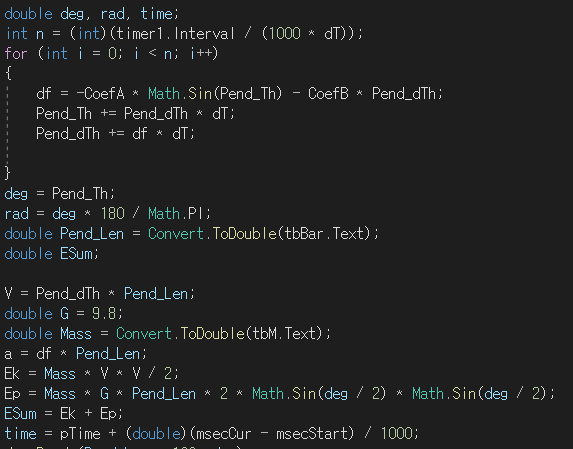 double deg, rad, time;
int n = (int)(timer1.Interval / (1000 * dT));
for (int i = 0; i < n; i++)
{
df = -CoefA * Math.Sin(Pend_Th) - CoefB * Pend_dTh;
Pend_Th += Pend_dTh * dT;
Pend_dTh += df * dT;
}
deg = Pend_Th;
rad = deg * 180 / Math.PI;
double Pend_Len = Convert.ToDouble(tbBar.Text);
double ESum;
V = Pend_dTh * Pend_Len;
double G = 9.8;
double Mass = Convert.ToDouble(tbM.Text);
a = df * Pend_Len;
Ek = Mass * V * V / 2;
Ep = Mass * G * Pend_Len * 2 * Math.Sin(deg / 2) * Math.Sin(deg / 2);
ESum = Ek + Ep;
time = pTime + (double)(msecCur - msecStart) / 1000;